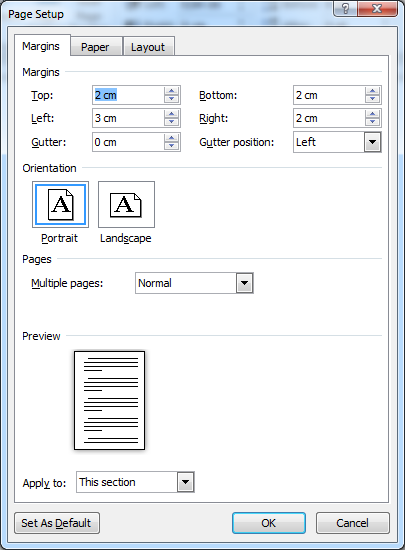 Page Setup
Margins Paper Layout
Margins
Top: 2 cm Bottom: 2 cm
Left: 3 cm Right: 2 cm
Gutter: 0 cm Gutter position: Left
Orientation
A A
Portrait Landscape
Pages
Multiple pages: Normal
Preview
Apply to: This section
Set As Default OK Cancel